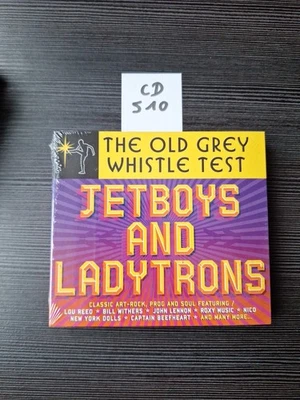 CD
510
THE OLD GREY
WHISTLE TEST
JETBOYS
AND
LADYTRONS
CLASSIC ART-ROCK, PROG AND SOUL FEATURING /
LOU REED * BILL WITHERS * JOHN LENNON * ROXY MUSIC * NICO
NEW YORK DOLLS * CAPTAIN BEEFHEART * AND MANY MORE...